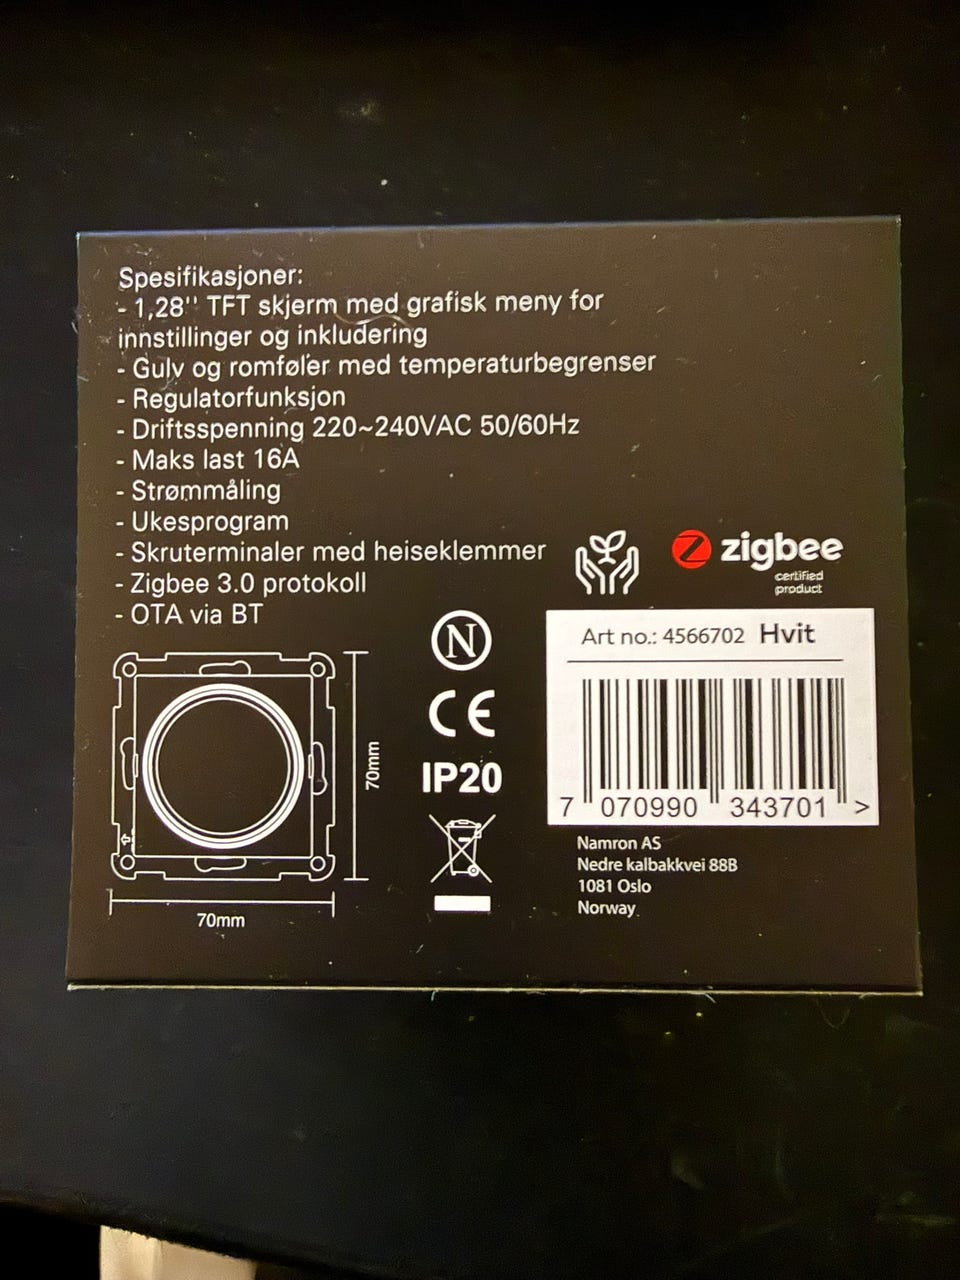 Spesifikasjoner:
- 1,28'' TFT skjerm med grafisk meny for
innstillinger og inkludering
- Gulv og romføler med temperaturbegrenser
- Regulatorfunksjon
- Driftsspenning 220~240VAC 50/60Hz
- Maks last 16A
- Strømmåling
- Ukesprogram
- Skruterminaler med heiseklemmer
- Zigbee 3.0 protokoll
- OTA via BT
zigbee
certified
product
N
CE
IP20
70mm
70mm
Art no.: 4566702 Hvit
7 070990 343701 >
Namron AS
Nedre kalbakkvei 88B
1081 Oslo
Norway